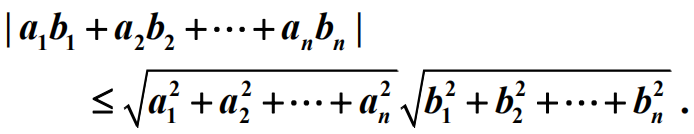 |a₁b₁ + a₂b₂ + ⋯ + aₙbₙ|
≤ √(a₁² + a₂² + ⋯ + aₙ²) √(b₁² + b₂² + ⋯ + bₙ²) .